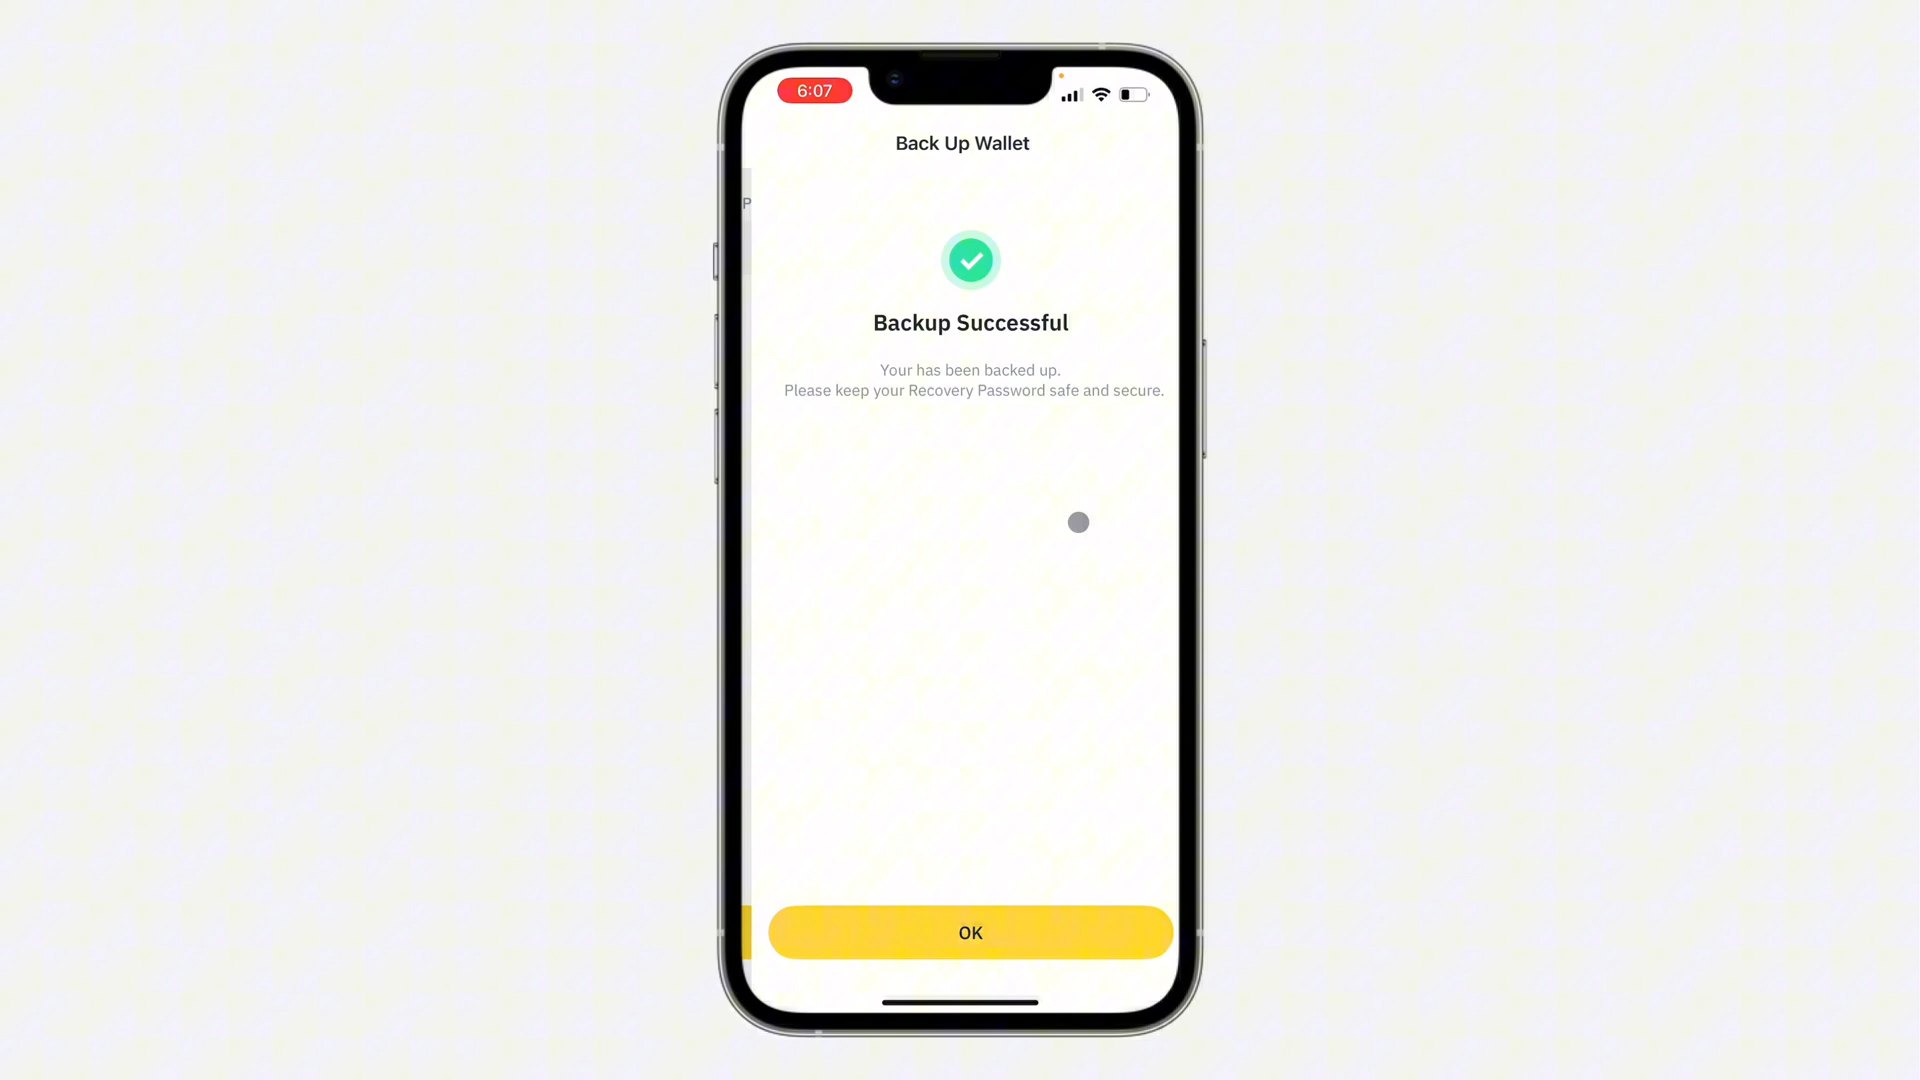 6:07
Back Up Wallet
P
Backup Successful
Your has been backed up.
Please keep your Recovery Password safe and secure.
OK